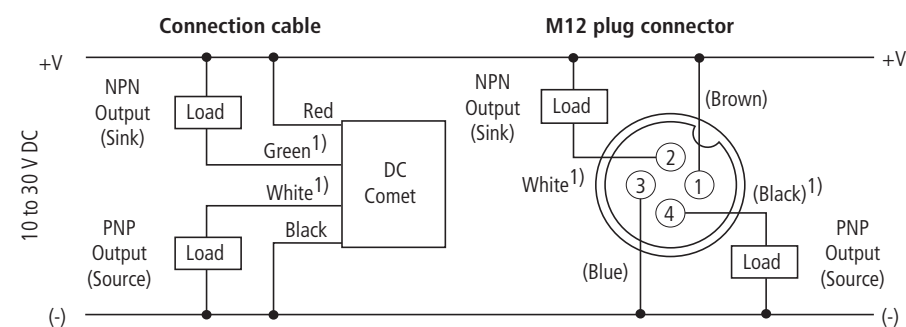 Connection cable
M12 plug connector
+V
+V
10 to 30 V DC
NPN
Output
(Sink)
Load
Red
Green1)
White1)
Black
DC
Comet
PNP
Output
(Source)
Load
NPN
Output
(Sink)
Load
(Brown)
White1)
2
3
1
4
(Black)1)
(Blue)
Load
PNP
Output
(Source)
(-)
(-)